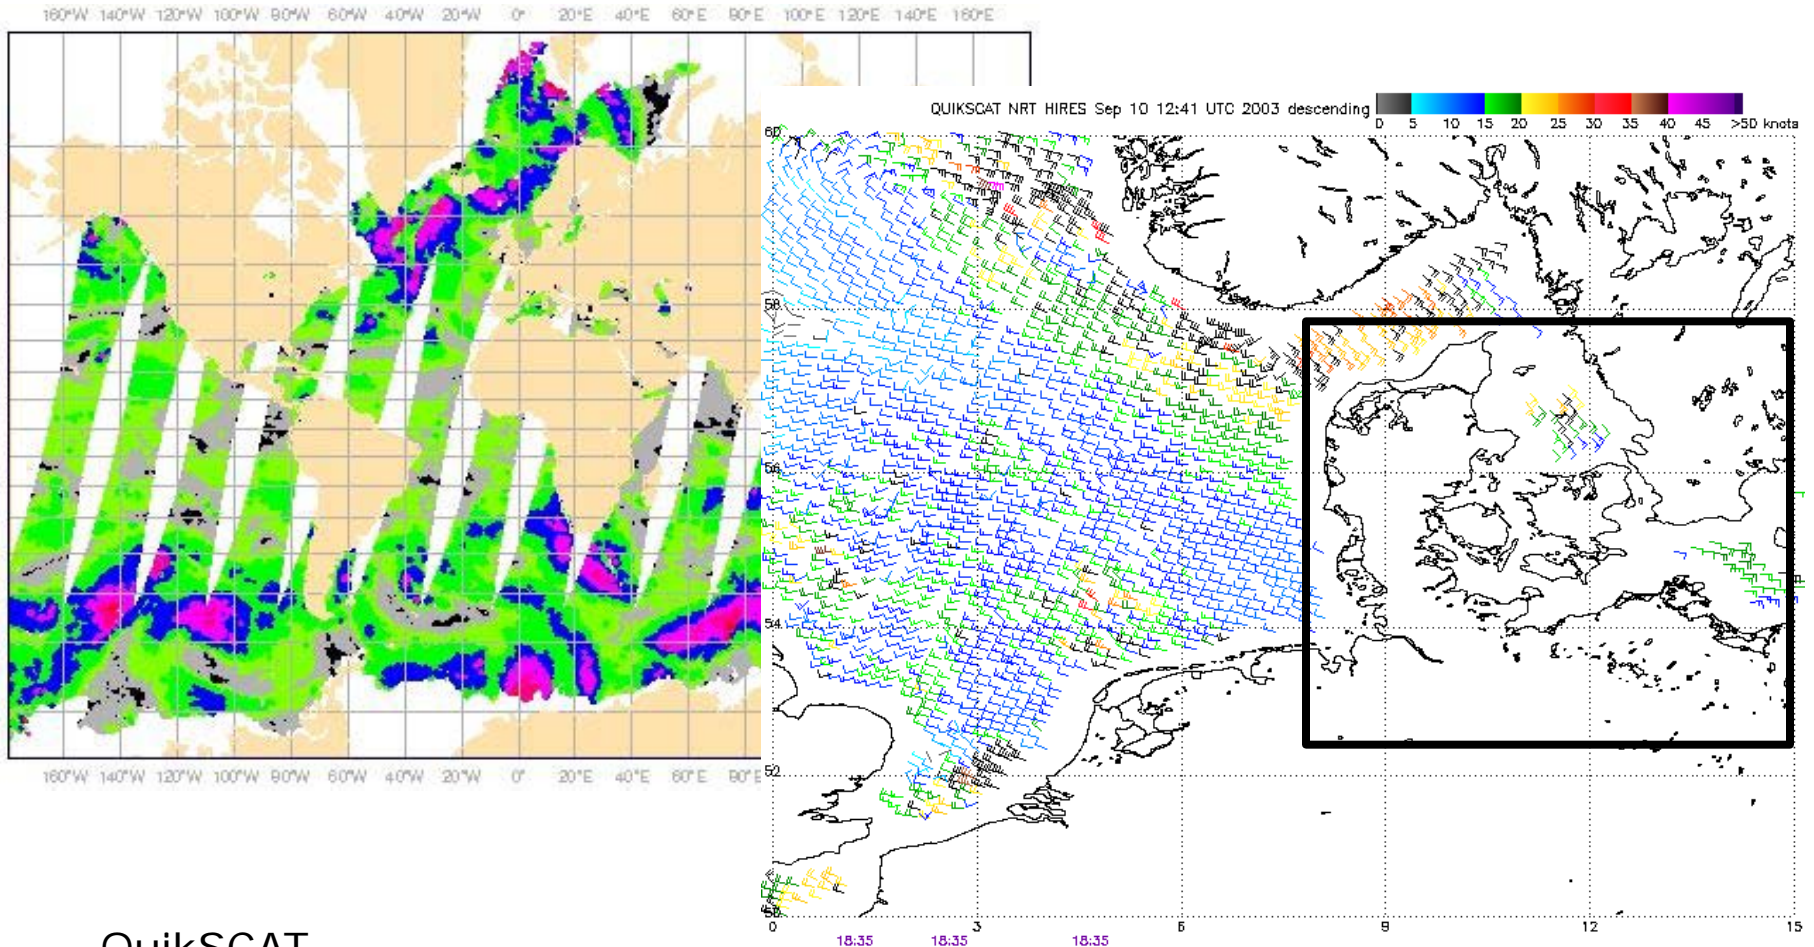 160°W 140°W 120°W 100°W 80°W 60°W 40°W 20°W 0° 20°E 40°E 60°E 80°E 100°E 120°E 140°E 160°E
QUIKSCAT NRT HIRES Sep 10 12:41 UTC 2003 descending
0 5 10 15 20 25 30 35 40 45 >50 knots
60
58
56
54
52
50
0 3 6 9 12 15
18:35 18:35 18:35
160°W 140°W 120°W 100°W 80°W 60°W 40°W 20°W 0° 20°E 40°E 60°E 80°E
QuikSCAT